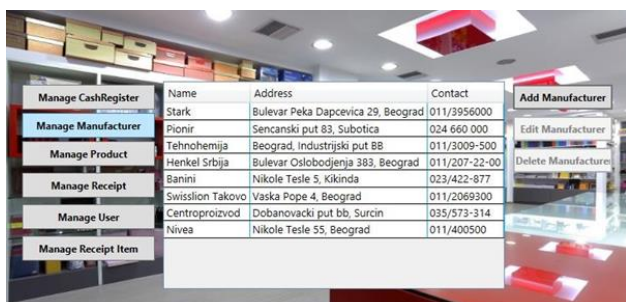 Manage CashRegister
Manage Manufacturer
Manage Product
Manage Receipt
Manage User
Manage Receipt Item
Name Address Contact
Stark Bulevar Peka Dapcevica 29, Beograd 011/3956000
Pionir Sencanski put 83, Subotica 024 660 000
Tehnohemija Beograd, Industrijski put BB 011/3009-500
Henkel Srbija Bulevar Oslobodjenja 383, Beograd 011/207-22-00
Banini Nikole Tesle 5, Kikinda 023/422-877
Swisslion Takovo Vaska Pope 4, Beograd 011/2069300
Centroproizvod Dobanovacki put bb, Surcin 035/573-314
Nivea Nikole Tesle 55, Beograd 011/400500
Add Manufacturer
Edit Manufacturer
Delete Manufacturer